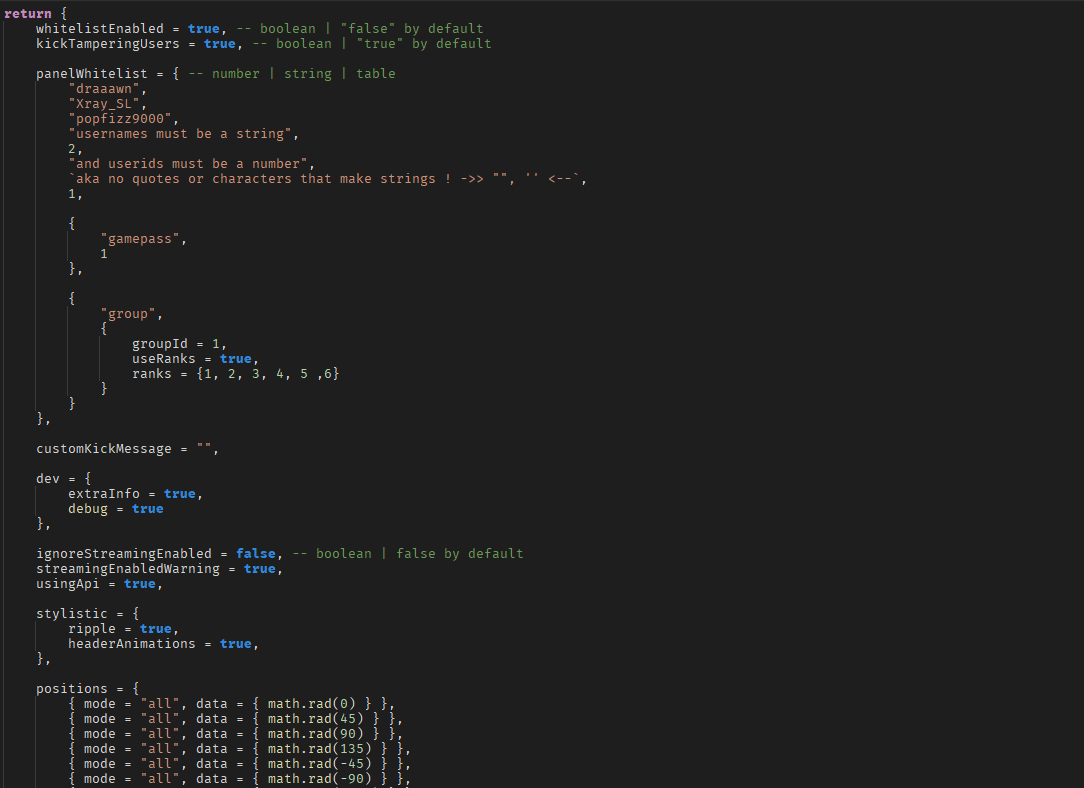 return {
    whitelistEnabled = true, -- boolean | "false" by default
    kickTamperingUsers = true, -- boolean | "true" by default
    panelWhitelist = { -- number | string | table
        "draaawn",
        "Xray_SL",
        "popfizz9000",
        "usernames must be a string",
        2,
        "and userids must be a number",
        `aka no quotes or characters that make strings ! ->> "", '' <--`,
        1,
        {
            "gamepass",
            1
        },
        {
            "group",
            {
                groupId = 1,
                useRanks = true,
                ranks = {1, 2, 3, 4, 5 ,6}
            }
        }
    },
    customKickMessage = "",
    dev = {
        extraInfo = true,
        debug = true
    },
    ignoreStreamingEnabled = false, -- boolean | false by default
    streamingEnabledWarning = true,
    usingApi = true,
    stylistic = {
        ripple = true,
        headerAnimations = true,
    },
    positions = {
        { mode = "all", data = { math.rad(0) } },
        { mode = "all", data = { math.rad(45) } },
        { mode = "all", data = { math.rad(90) } },
        { mode = "all", data = { math.rad(135) } },
        { mode = "all", data = { math.rad(-45) } },
        { mode = "all", data = { math.rad(-90) } },